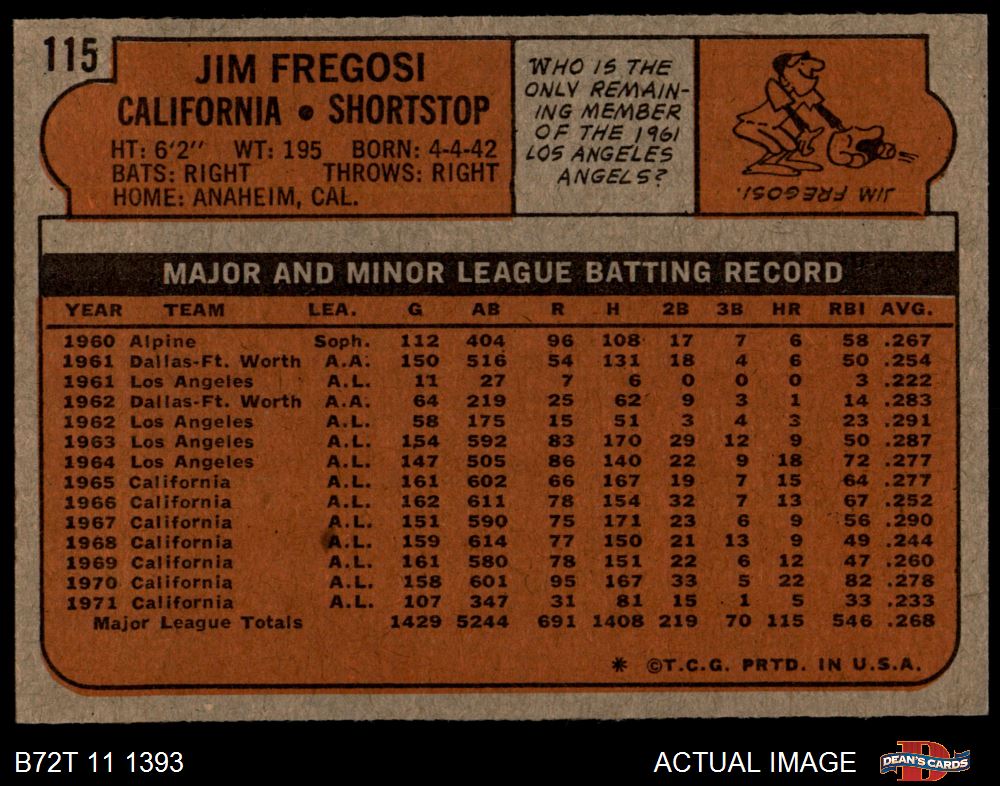 115
JIM FREGOSI
CALIFORNIA • SHORTSTOP
HT: 6'2" WT: 195 BORN: 4-4-42
BATS: RIGHT THROWS: RIGHT
HOME: ANAHEIM, CAL.
WHO IS THE
ONLY REMAIN-
ING MEMBER
OF THE 1961
LOS ANGELES
ANGELS?
JIM FREGOSI.
MAJOR AND MINOR LEAGUE BATTING RECORD
YEAR TEAM LEA. G AB R H 2B 3B HR RBI AVG.
1960 Alpine Soph. 112 404 96 108 17 7 6 58 .267
1961 Dallas-Ft. Worth A.A. 150 516 54 131 18 4 6 50 .254
1961 Los Angeles A.L. 11 27 7 6 0 0 0 3 .222
1962 Dallas-Ft. Worth A.A. 64 219 25 62 9 3 1 14 .283
1962 Los Angeles A.L. 58 175 15 51 3 4 3 23 .291
1963 Los Angeles A.L. 154 592 83 170 29 12 9 50 .287
1964 Los Angeles A.L. 147 505 86 140 22 9 18 72 .277
1965 California A.L. 161 602 66 167 19 7 15 64 .277
1966 California A.L. 162 611 78 154 32 7 13 67 .252
1967 California A.L. 151 590 75 171 23 6 9 56 .290
1968 California A.L. 159 614 77 150 21 13 9 49 .244
1969 California A.L. 161 580 78 151 22 6 12 47 .260
1970 California A.L. 158 601 95 167 33 5 22 82 .278
1971 California A.L. 107 347 31 81 15 1 5 33 .233
Major League Totals 1429 5244 691 1408 219 70 115 546 .268
* ©T.C.G. PRTD. IN U.S.A.
B72T 11 1393
ACTUAL IMAGE
D
DEAN'S CARDS